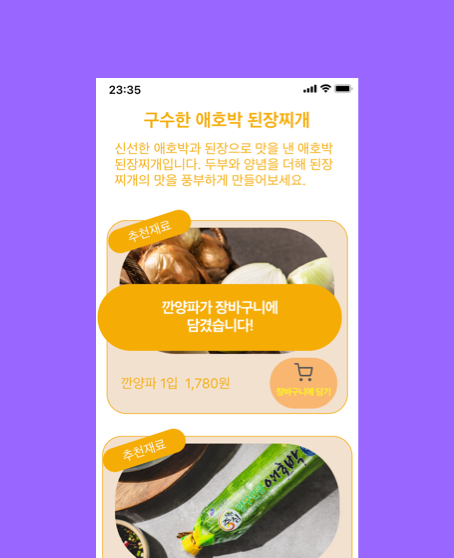 23:35
구수한 애호박 된장찌개
신선한 애호박과 된장으로 맛을 낸 애호박
된장찌개입니다. 두부와 양념을 더해 된장
찌개의 맛을 풍부하게 만들어보세요.
추천재료
깐양파가 장바구니에
담겼습니다!
깐양파 1입 1,780원
장바구니에 담기
추천재료
애호박